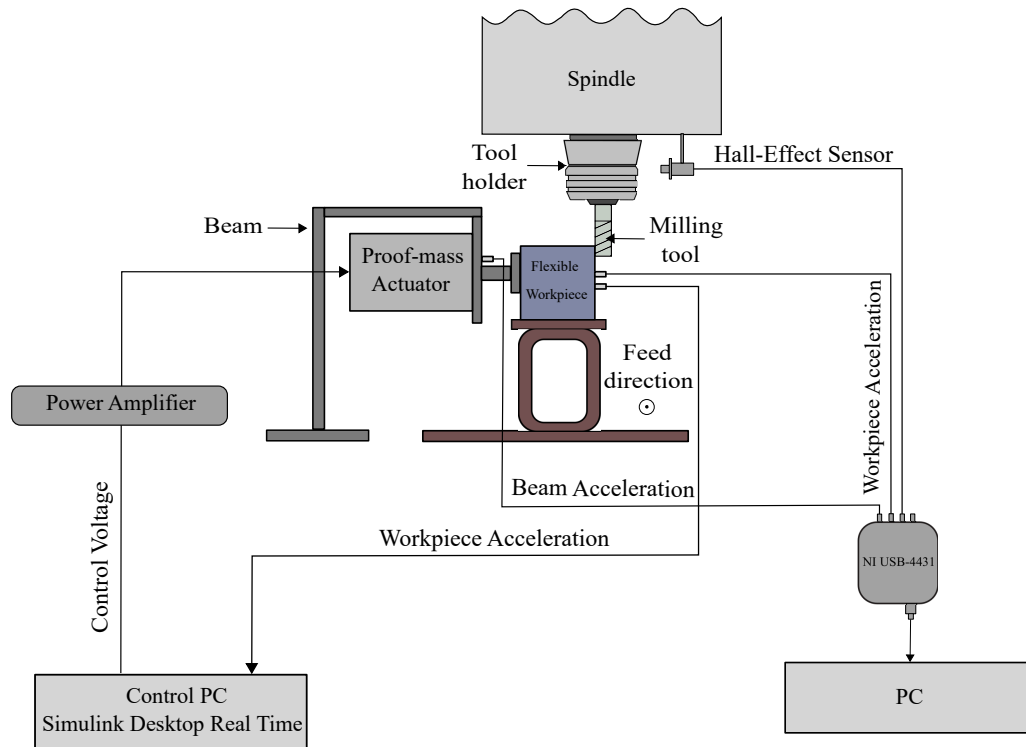 Spindle
Tool
holder
Hall-Effect Sensor
Beam
Proof-mass
Actuator
Milling
tool
Flexible
Workpiece
Feed
direction
Power Amplifier
Workpiece Acceleration
Beam Acceleration
Control Voltage
Workpiece Acceleration
NI USB-4431
Control PC
Simulink Desktop Real Time
PC